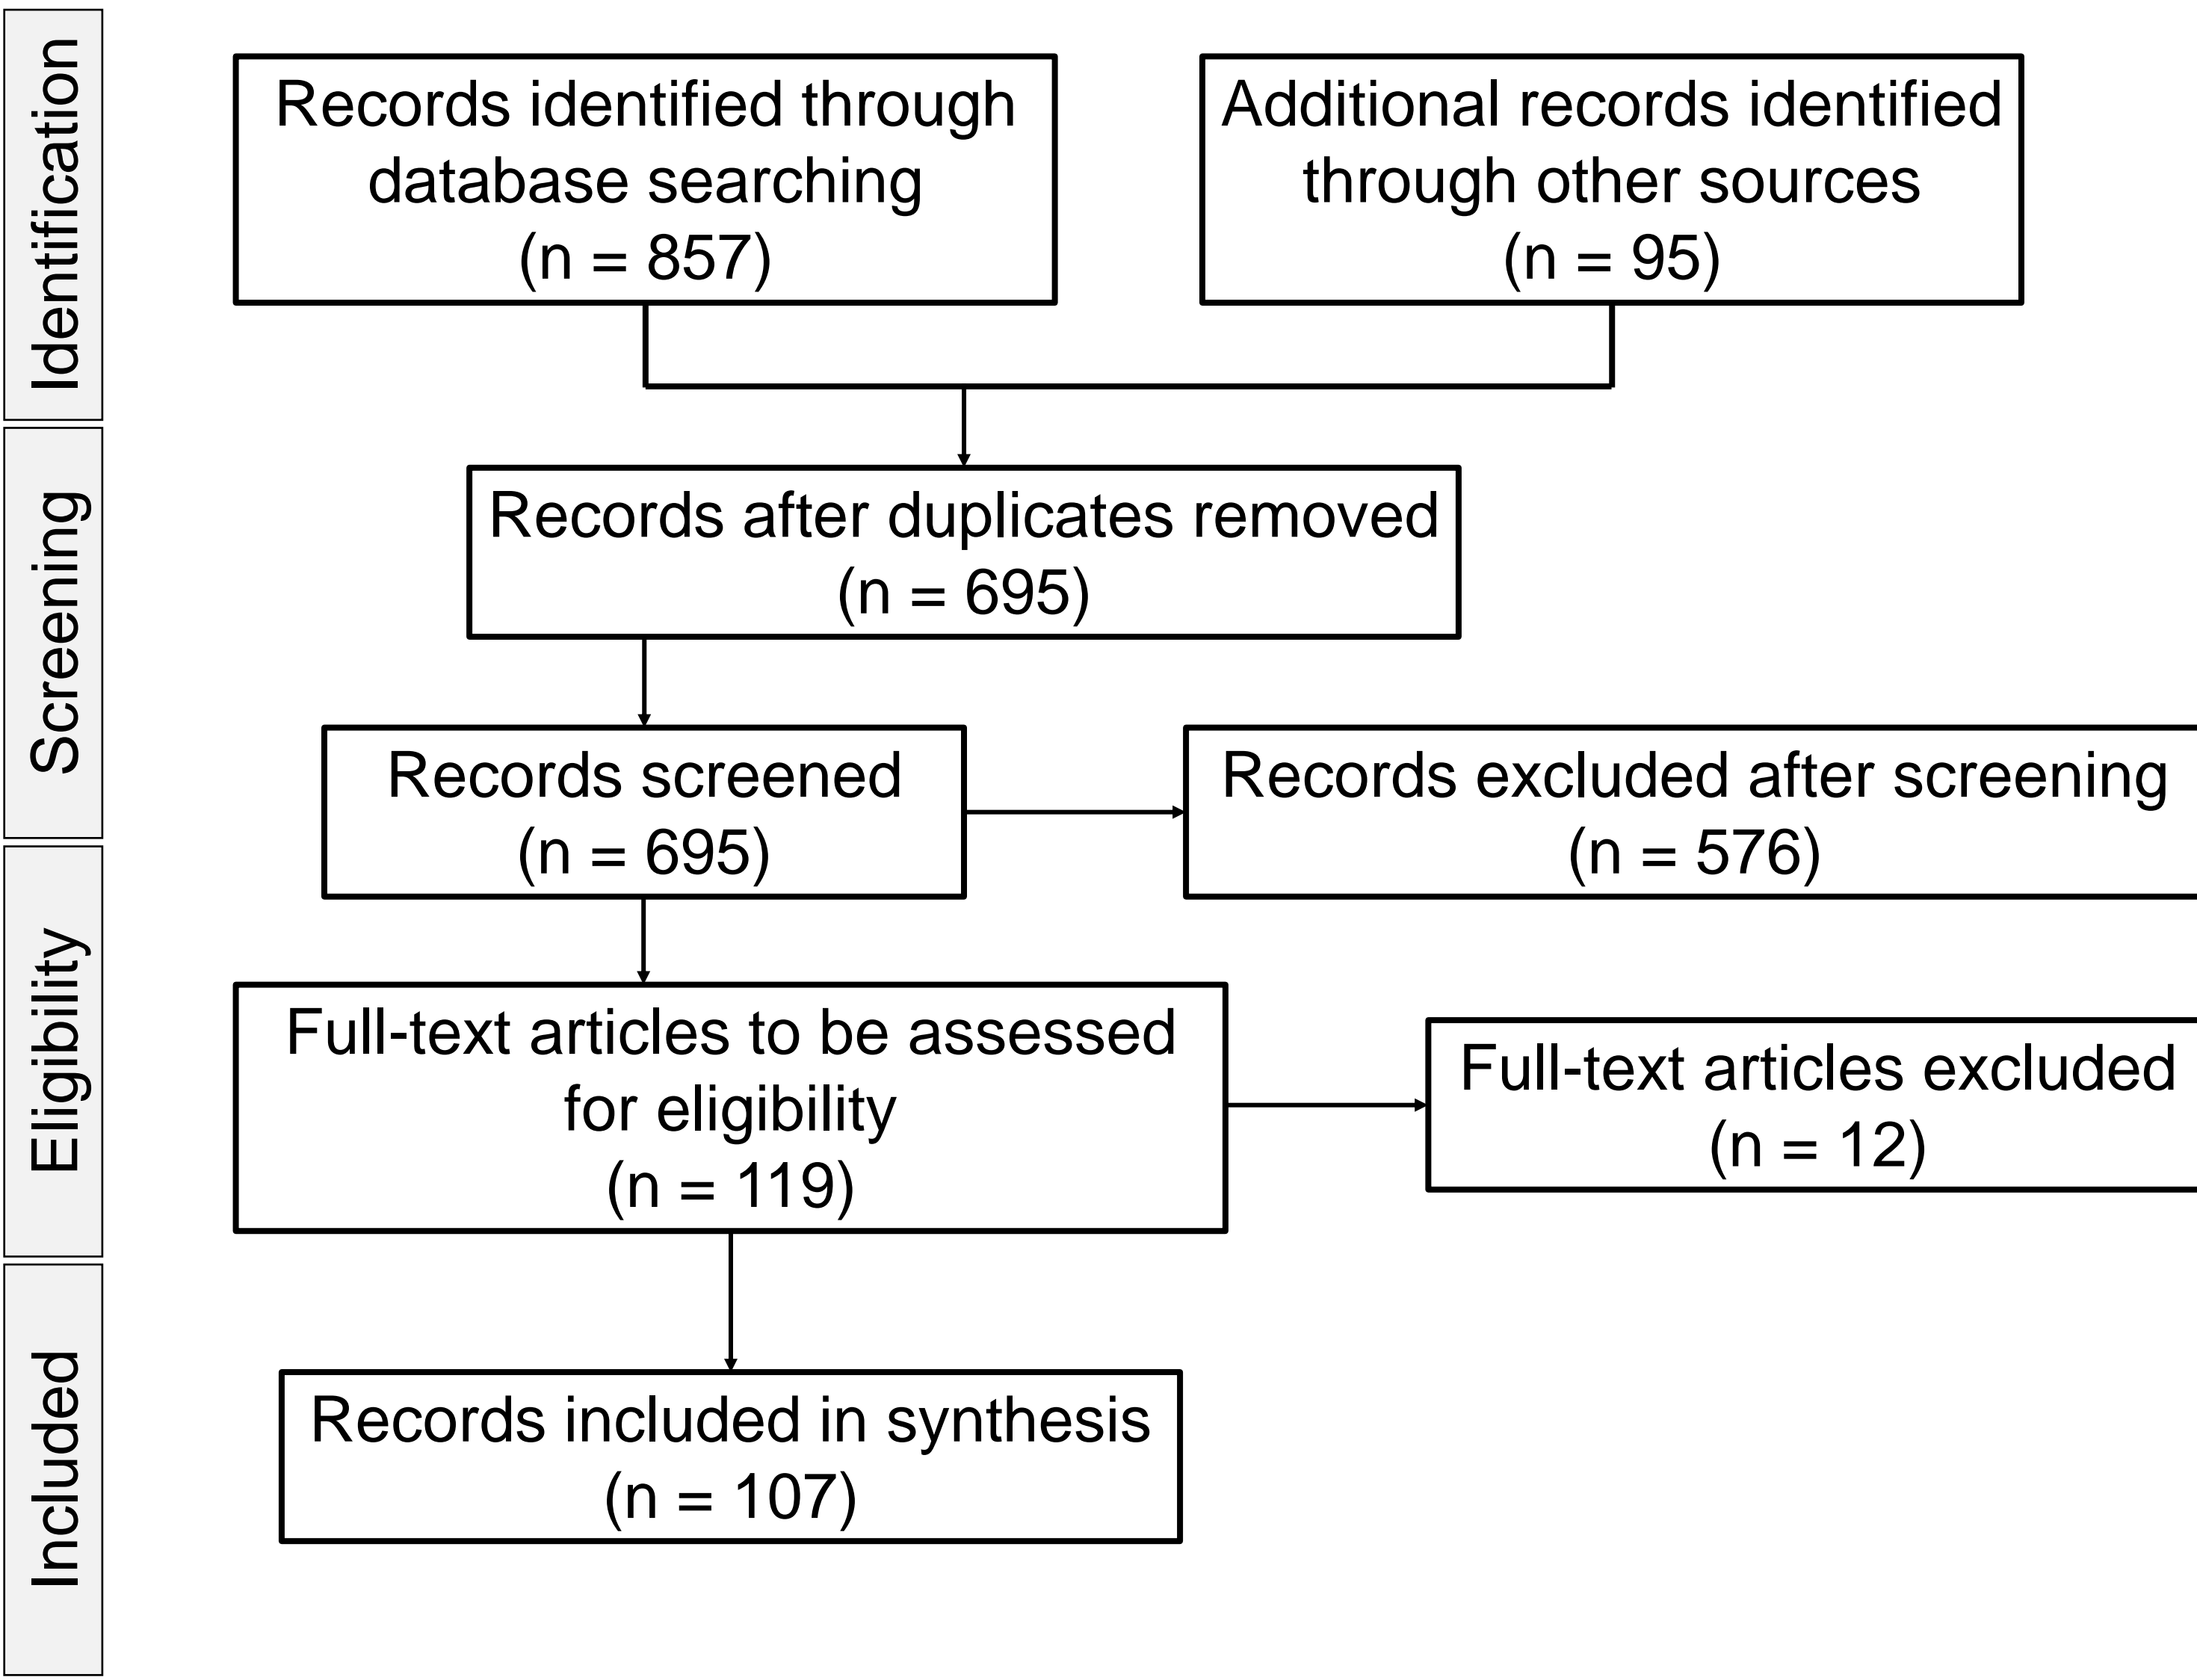 Identification
Records identified through
database searching
(n = 857)
Additional records identified
through other sources
(n = 95)
Screening
Records after duplicates removed
(n = 695)
Records screened
(n = 695)
Records excluded after screening
(n = 576)
Eligibility
Full-text articles to be assessed
for eligibility
(n = 119)
Full-text articles excluded
(n = 12)
Included
Records included in synthesis
(n = 107)